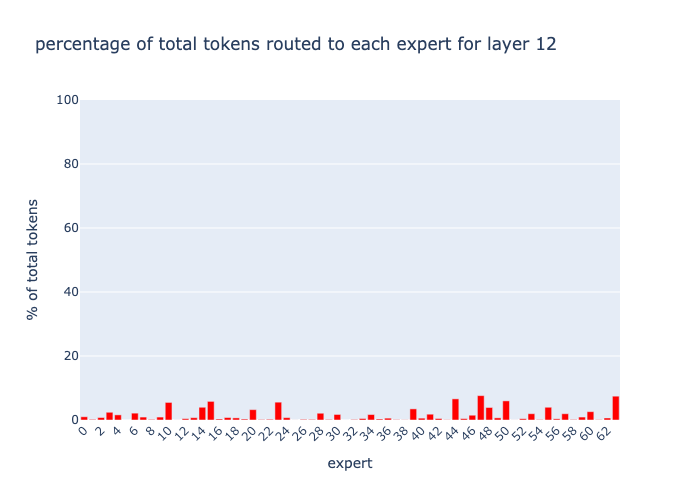 percentage of total tokens routed to each expert for layer 12
100
80
60
40
20
0
% of total tokens
0 2 4 6 8 10 12 14 16 18 20 22 24 26 28 30 32 34 36 38 40 42 44 46 48 50 52 54 56 58 60 62
expert